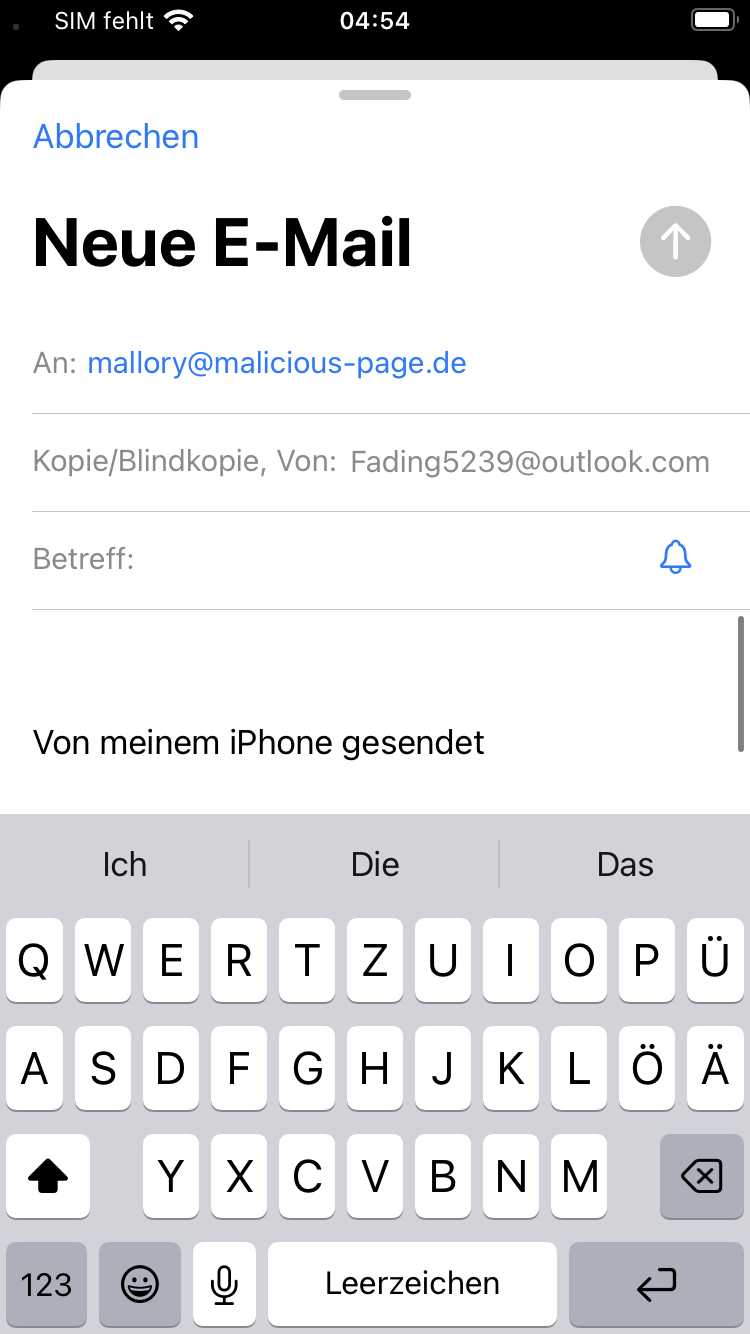 SIM fehlt 04:54
Abbrechen
Neue E-Mail
An: mallory@malicious-page.de
Kopie/Blindkopie, Von: Fading5239@outlook.com
Betreff:
Von meinem iPhone gesendet
Ich Die Das
Q W E R T Z U I O P Ü
A S D F G H J K L Ö Ä
Y X C V B N M
123 Leerzeichen